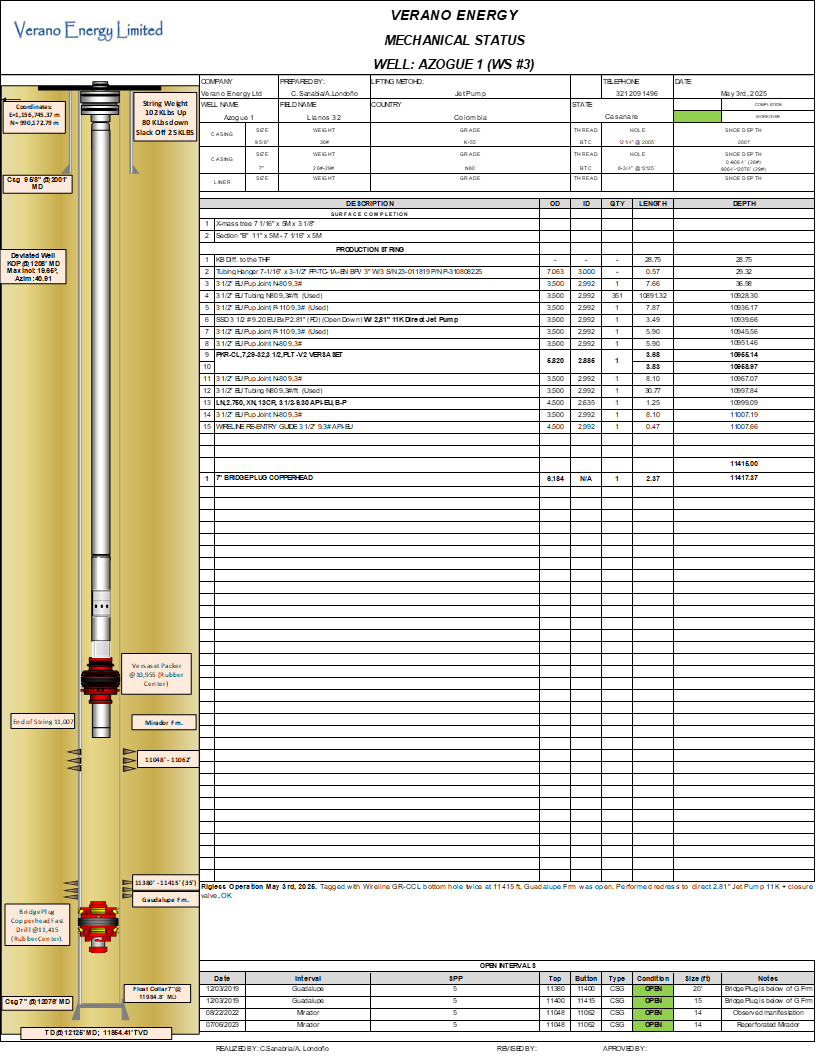 VERANO ENERGY
Verano Energy Limited
MECHANICAL STATUS
WELL: AZOGUE 1 (WS #3)
COMPANY PREPARED BY: LIFTING METOHD: TELEPHONE DATE
Verano Energy Ltd C. Sanabia/A.Londoño Jet Pump 3212091496 May 3rd, 2025
WELL NAME FIELD NAME COUNTRY STATE COMPLETION
Azogue 1 Llanos 32 Colombia Casanare WORKOVER
CASING SIZE WEIGHT GRADE THREAD HOLE SHOE DEPTH
9 5/8" 36# K-55 BTC 12 1/4" @ 2005' 2001'
CASING SIZE WEIGHT GRADE THREAD HOLE SHOE DEPTH
7" 26#-29# N80 BTC 8-3/4" @ 12125'
9064'-12076' (29#)
LINER SIZE WEIGHT GRADE THREAD SHOE DEPTH
Coordinates:
E=1,156,745.37 m
N= 990,172.79 m
String Weight
102 KLbs Up
80 KLbs down
Slack Off 25 KLBS
Csg 9 5/8" @2001'
MD
Deviated Well
KOP @1208' MD
Max Incl: 19.65º,
Azim: 40.91
DESCRIPTION OD ID QTY LENGTH DEPTH
SURFACE COMPLETION
1 X-mass tree 7 1/16" x 5M x 3 1/8"
2 Section "B" 11" x 5M - 7 1/16" x 5M
PRODUCTION STRING
1 KB Diff. to the THF - - - 28.75 28.75
2 Tubing Hanger 7-1/16" x 3-1/2" FP-TC-1A-EN BPV 3" W/3 S/N 23-011819 P/N P-310808225 7.063 3.000 - 0.57 29.32
3 3 1/2" EU Pup Joint N-80 9,3# 3.500 2.992 1 7.66 36.98
4 3 1/2" EU Tubing N80 9,3#/ft (Used) 3.500 2.992 351 10891.32 10928.30
5 3 1/2" EU Pup Joint P-110 9,3# (Used) 3.500 2.992 1 7.87 10936.17
6 SSD 3 1/2 # 9.20 EU BxP 2.81" (RD) (Open Down) W/ 2,81" 11K Direct Jet Pump 3.500 2.992 1 3.49 10939.66
7 3 1/2" EU Pup Joint P-110 9,3# (Used) 3.500 2.992 1 5.90 10945.56
8 3 1/2" EU Pup Joint N-80 9,3# 3.500 2.992 1 5.90 10951.46
9 PKR-CL,7,29-32,3 1/2,PLT -V2 VERSASET 5.820 2.885 1 3.68 10955.14
10 3.83 10958.97
11 3 1/2" EU Pup Joint N-80 9,3# 3.500 2.992 1 8.10 10967.07
12 3 1/2" EU Tubing N80 9,3#/ft (Used) 3.500 2.992 1 30.77 10997.84
13 LN,2.750, XN, 13CR, 3 1/2-9.30 API-EU, B-P 4.500 2.635 1 1.25 10999.09
14 3 1/2" EU Pup Joint N-80 9,3# 3.500 2.992 1 8.10 11007.19
15 WIRELINE RE-ENTRY GUIDE 3 1/2" 9.3# API-EU 4.500 2.992 1 0.47 11007.66
11415.00
1 7" BRIDGE PLUG COPPERHEAD 6.184 N/A 1 2.37 11417.37
Versaset Packer
@10,955 (Rubber
Center)
End of String 11,007
Mirador Fm.
11048' - 11062'
11380' - 11415' (35')
Guadalupe Fm.
Bridge Plug
Copperhead Fast
Drill @11,415
(Rubber Center).
Float Collar 7"@
11984.8' MD
Csg 7" @12076' MD
TD @12125' MD; 11854.41' TVD
Rigless Operation May 3rd, 2025. Tagged with Wireline GR-CCL bottom hole twice at 11415 ft, Guadalupe Frm was open. Performed redress to direct 2.81" Jet Pump 11K + closure
valve, OK
OPEN INTERVALS
Date Interval SPP Top Button Type Condition Size (ft) Notes
12/03/2019 Guadalupe 5 11380 11400 CSG OPEN 20' Bridge Plug is below of G Frm
12/03/2019 Guadalupe 5 11400 11415 CSG OPEN 15 Bridge Plug is below of G Frm
08/22/2022 Mirador 5 11048 11062 CSG OPEN 14 Observed manifestation
07/06/2023 Mirador 5 11048 11062 CSG OPEN 14 Reperforated Mirador
REALIZED BY: C.Sanabria/A. Londoño REVISED BY: APROVED BY: